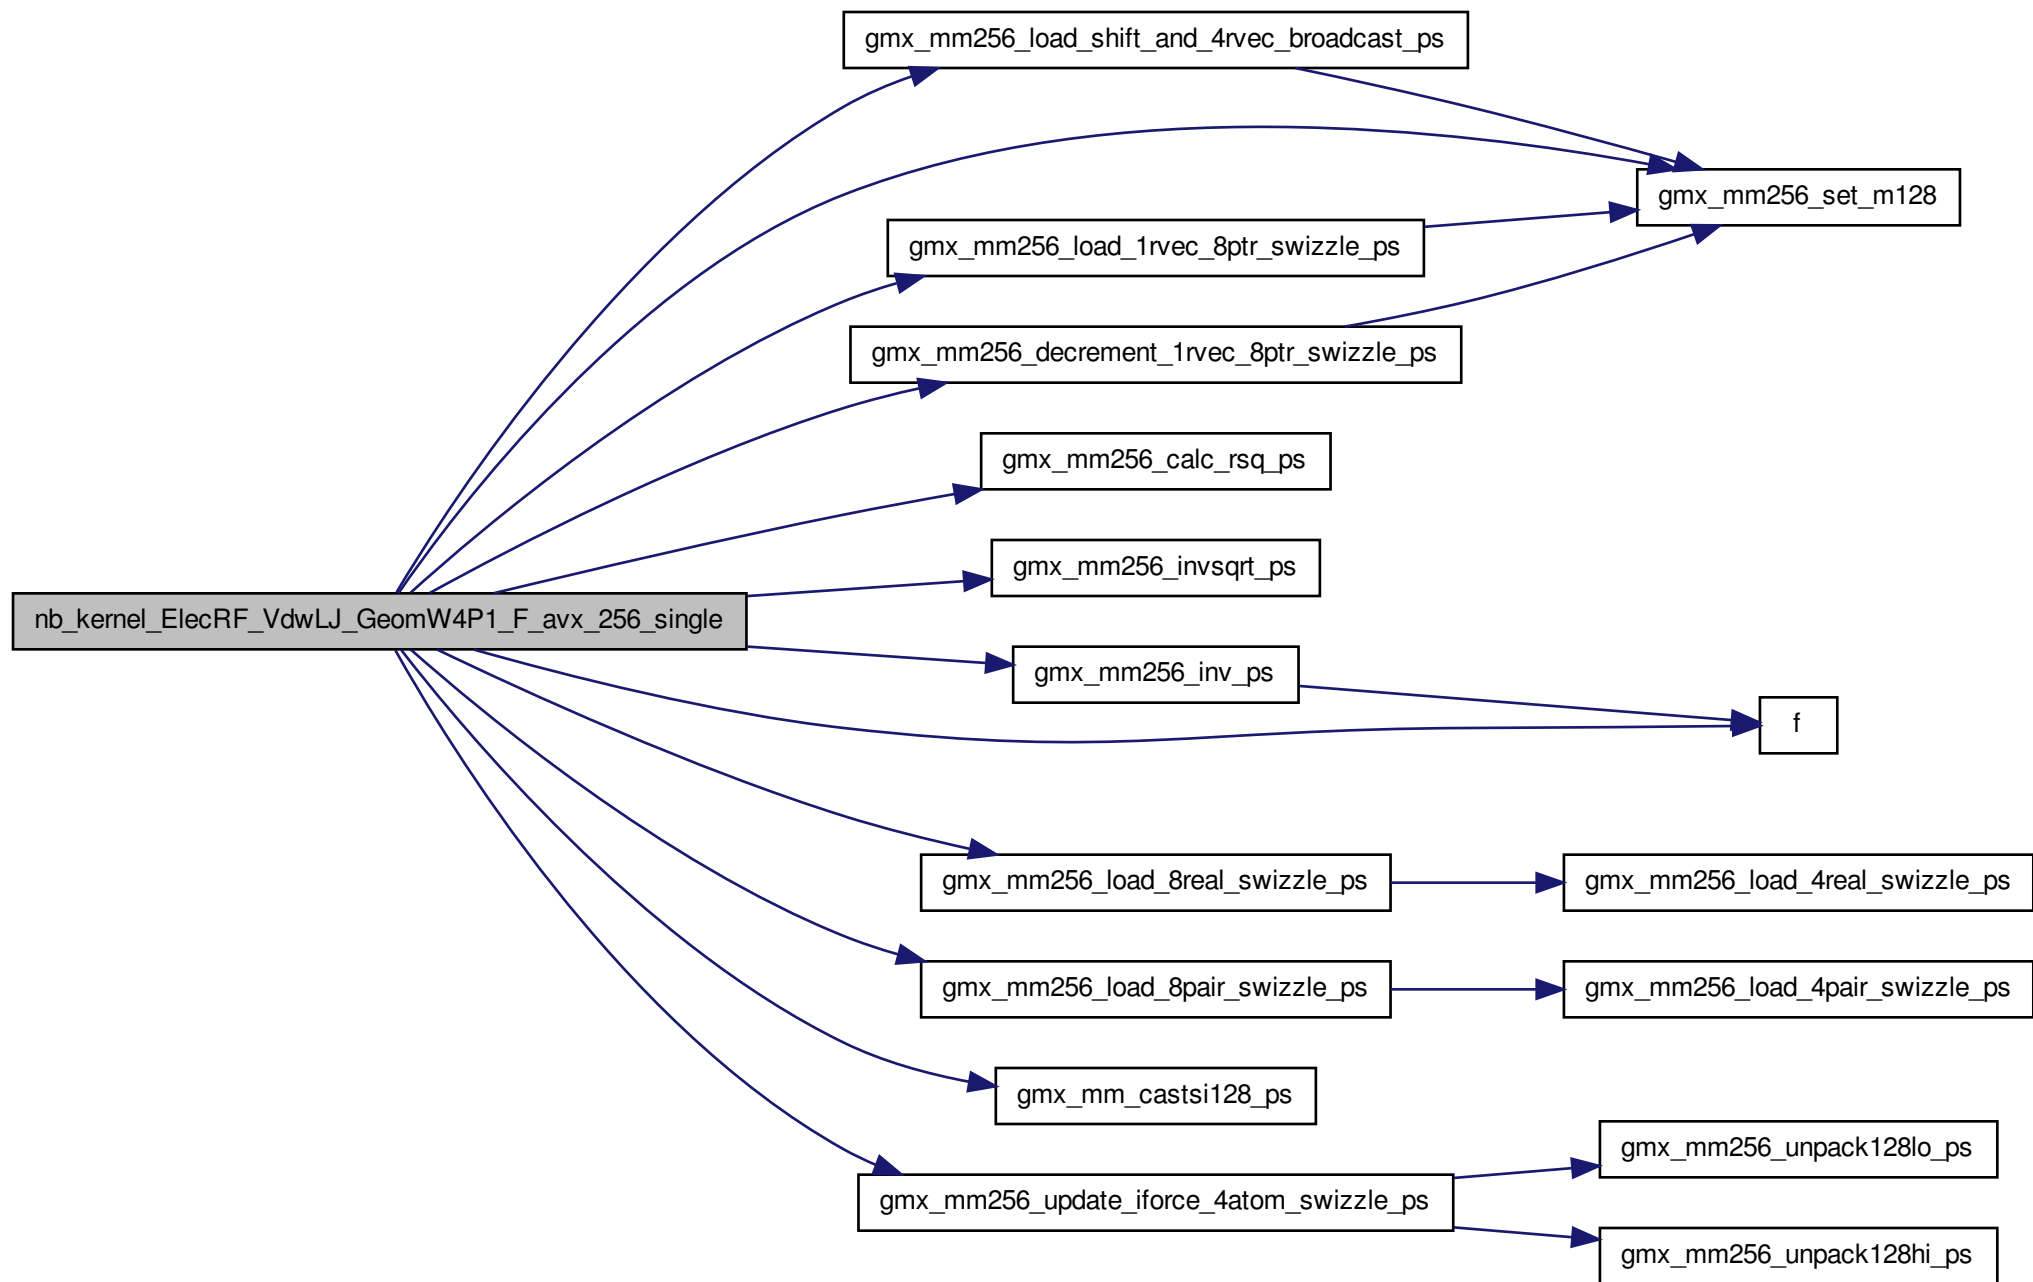 gmx_mm256_load_shift_and_4rvec_broadcast_ps
gmx_mm256_set_m128
gmx_mm256_load_1rvec_8ptr_swizzle_ps
gmx_mm256_decrement_1rvec_8ptr_swizzle_ps
gmx_mm256_calc_rsq_ps
gmx_mm256_invsqrt_ps
nb_kernel_ElecRF_VdwLJ_GeomW4P1_F_avx_256_single
gmx_mm256_inv_ps
f
gmx_mm256_load_8real_swizzle_ps
gmx_mm256_load_4real_swizzle_ps
gmx_mm256_load_8pair_swizzle_ps
gmx_mm256_load_4pair_swizzle_ps
gmx_mm_castsi128_ps
gmx_mm256_unpack128lo_ps
gmx_mm256_update_iforce_4atom_swizzle_ps
gmx_mm256_unpack128hi_ps